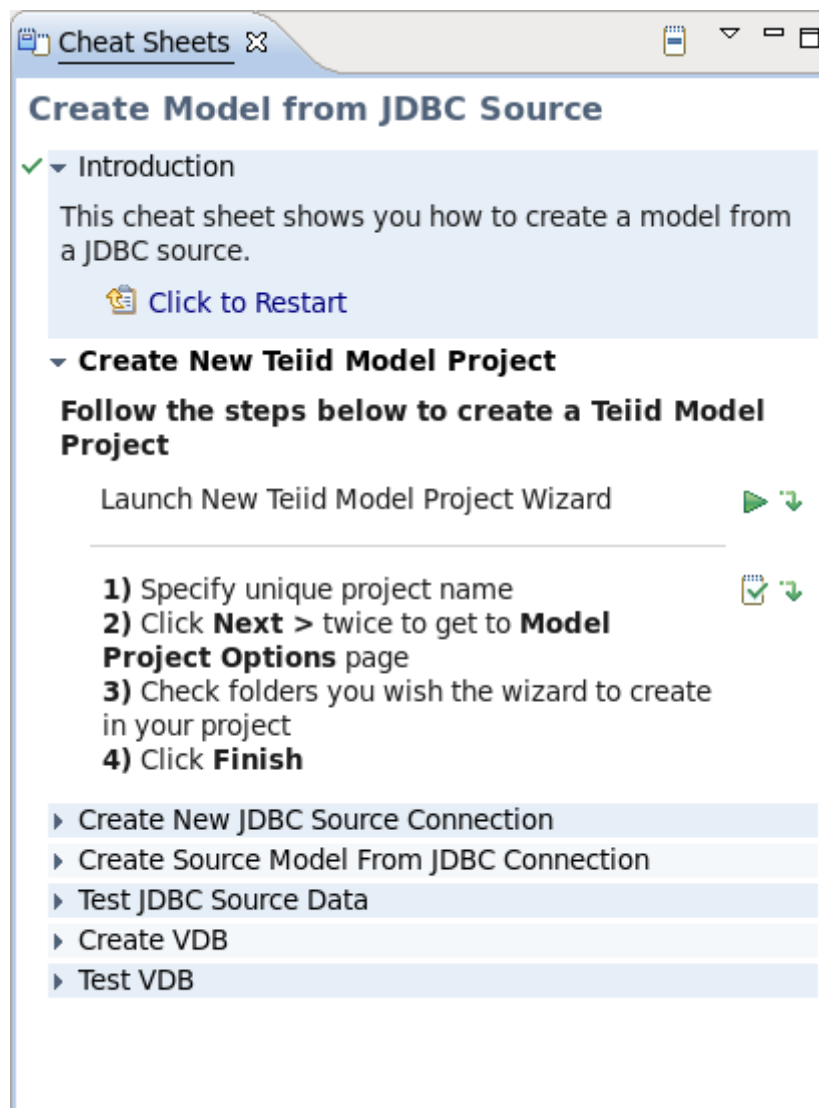 Cheat Sheets
Create Model from JDBC Source
Introduction
This cheat sheet shows you how to create a model from
a JDBC source.
Click to Restart
Create New Teiid Model Project
Follow the steps below to create a Teiid Model
Project
Launch New Teiid Model Project Wizard
1) Specify unique project name
2) Click Next > twice to get to Model
Project Options page
3) Check folders you wish the wizard to create
in your project
4) Click Finish
Create New JDBC Source Connection
Create Source Model From JDBC Connection
Test JDBC Source Data
Create VDB
Test VDB